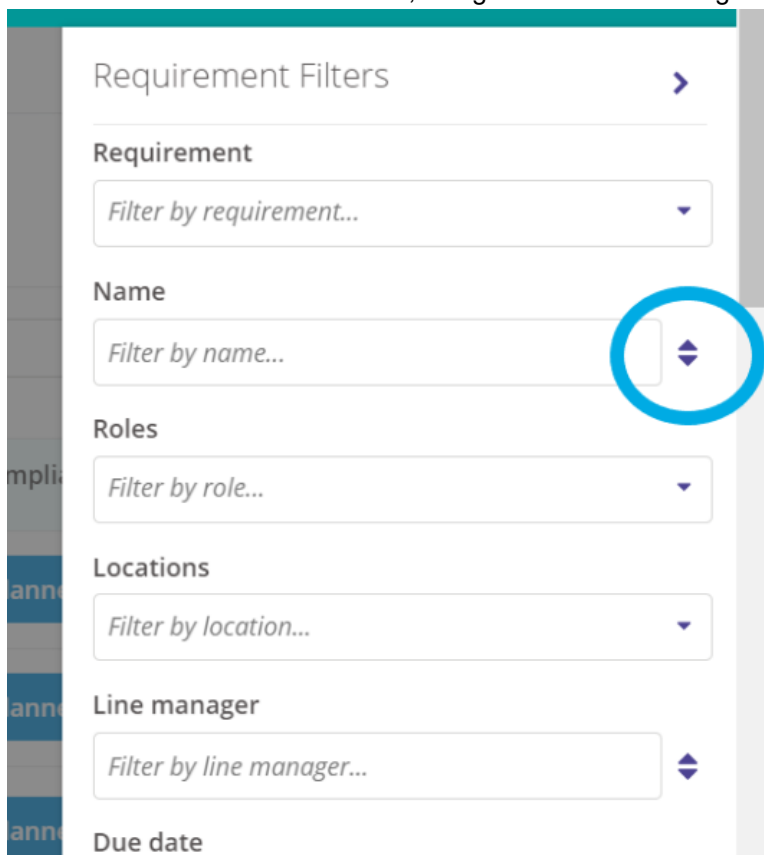 Requirement Filters
Requirement
Filter by requirement...
Name
Filter by name...
Roles
Filter by role...
Locations
Filter by location...
Line manager
Filter by line manager...
Due date